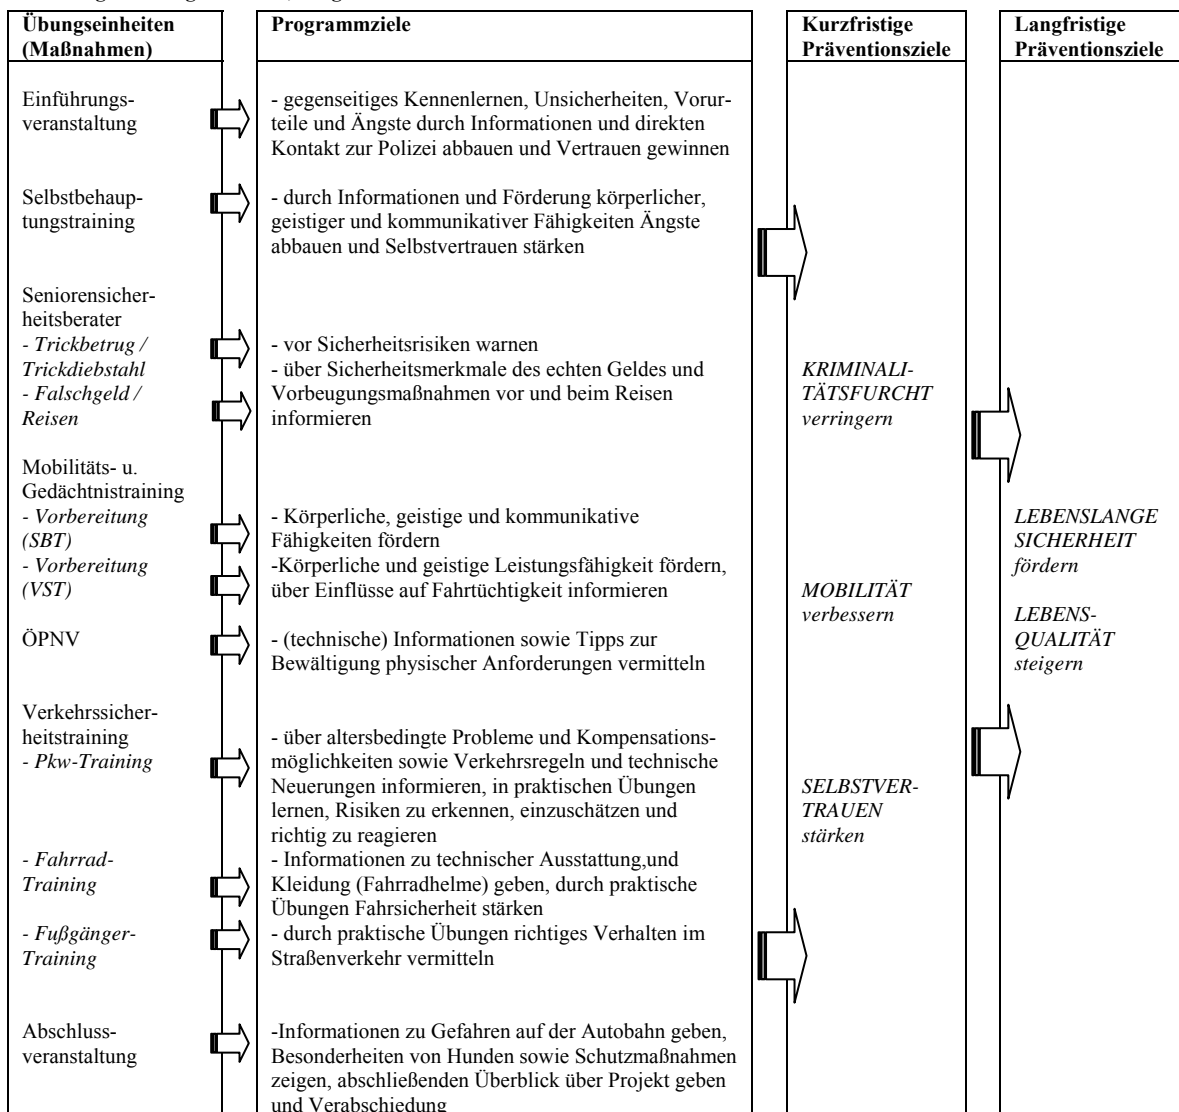 Übungseinheiten
(Maßnahmen)
Einführungs-
veranstaltung
Selbstbehaup-
tungstraining
Seniorensicher-
heitsberater
- Trickbetrug /
Trickdiebstahl
- Falschgeld /
Reisen
Mobilitäts- u.
Gedächtnistraining
- Vorbereitung
(SBT)
- Vorbereitung
(VST)
ÖPNV
Verkehrssicher-
heitstraining
- Pkw-Training
- Fahrrad-
Training
- Fußgänger-
Training
Abschluss-
veranstaltung
Programmziele
- gegenseitiges Kennenlernen, Unsicherheiten, Vorur-
teile und Ängste durch Informationen und direkten
Kontakt zur Polizei abbauen und Vertrauen gewinnen
- durch Informationen und Förderung körperlicher,
geistiger und kommunikativer Fähigkeiten Ängste
abbauen und Selbstvertrauen stärken
- vor Sicherheitsrisiken warnen
- über Sicherheitsmerkmale des echten Geldes und
Vorbeugungsmaßnahmen vor und beim Reisen
informieren
- Körperliche, geistige und kommunikative
Fähigkeiten fördern
-Körperliche und geistige Leistungsfähigkeit fördern,
über Einflüsse auf Fahrtüchtigkeit informieren
- (technische) Informationen sowie Tipps zur
Bewältigung physischer Anforderungen vermitteln
- über altersbedingte Probleme und Kompensations-
möglichkeiten sowie Verkehrsregeln und technische
Neuerungen informieren, in praktischen Übungen
lernen, Risiken zu erkennen, einzuschätzen und
richtig zu reagieren
- Informationen zu technischer Ausstattung,und
Kleidung (Fahrradhelme) geben, durch praktische
Übungen Fahrsicherheit stärken
- durch praktische Übungen richtiges Verhalten im
Straßenverkehr vermitteln
-Informationen zu Gefahren auf der Autobahn geben,
Besonderheiten von Hunden sowie Schutzmaßnahmen
zeigen, abschließenden Überblick über Projekt geben
und Verabschiedung
Kurzfristige
Präventionsziele
KRIMINALI-
TÄTSFURCHT
verringern
MOBILITÄT
verbessern
SELBSTVER-
TRAUEN
stärken
Langfristige
Präventionsziele
LEBENSLANGE
SICHERHEIT
fördern
LEBENS-
QUALITÄT
steigern